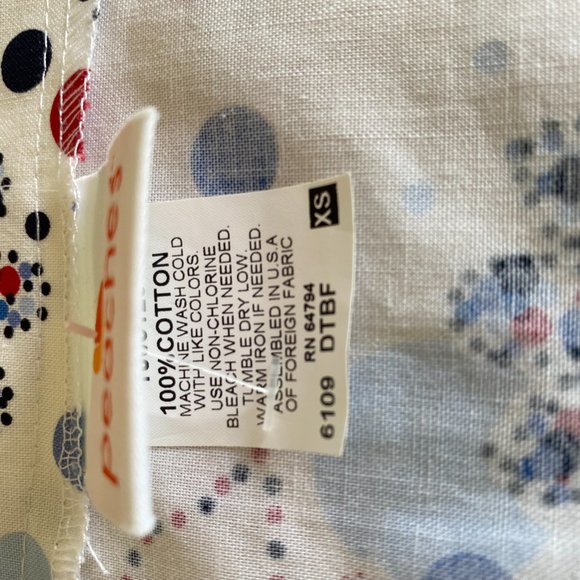 peaches
100% COTTON
MACHINE WASH COLD
WITH LIKE COLORS.
USE NON-CHLORINE
BLEACH WHEN NEEDED.
TUMBLE DRY LOW.
WARM IRON IF NEEDED.
ASSEMBLED IN U.S.A
OF FOREIGN FABRIC
RN 64794
6109 DTBF
XS